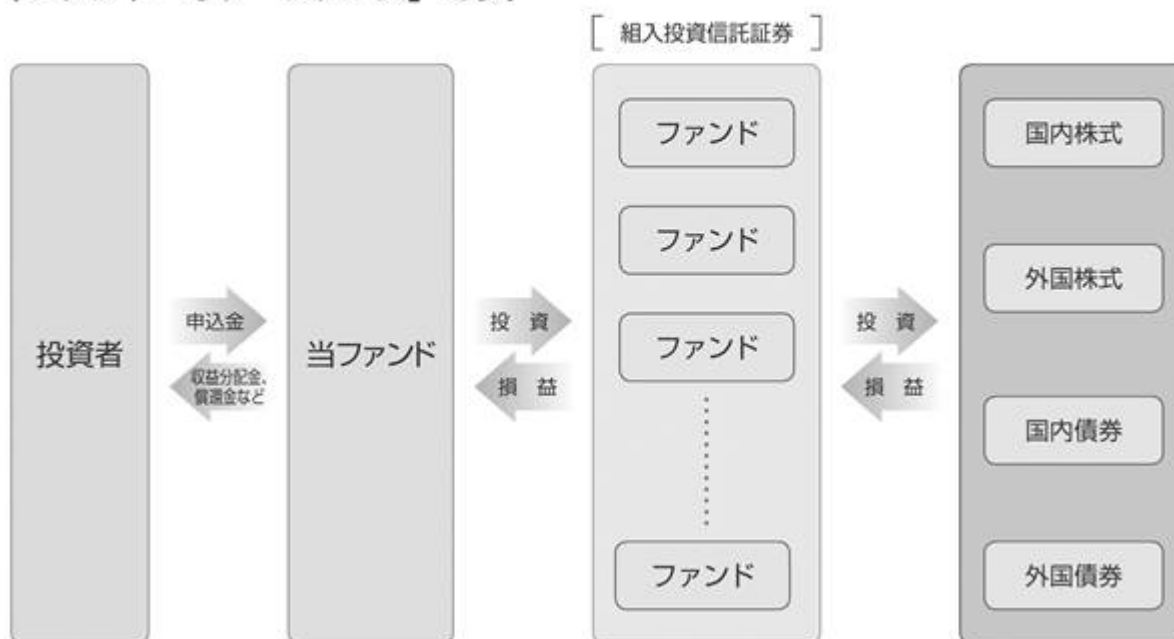 [ 組入投資信託証券 ]
投資者
申込金
収益分配金、
償還金など
当ファンド
投 資
損 益
ファンド
ファンド
ファンド
ファンド
投 資
損 益
国内株式
外国株式
国内債券
外国債券